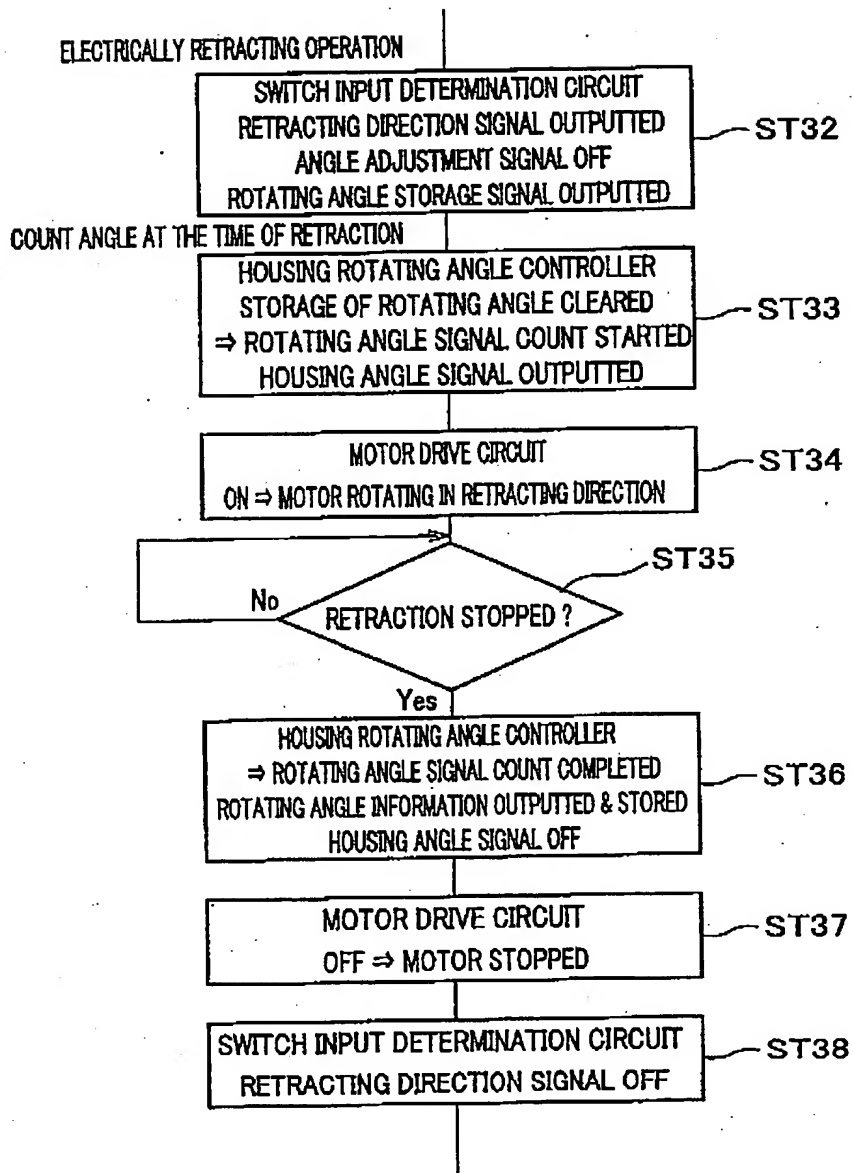 ELECTRICALLY RETRACTING OPERATION
SWITCH INPUT DETERMINATION CIRCUIT
RETRACTING DIRECTION SIGNAL OUTPUTTED
ANGLE ADJUSTMENT SIGNAL OFF
ROTATING ANGLE STORAGE SIGNAL OUTPUTTED
ST32
COUNT ANGLE AT THE TIME OF RETRACTION
HOUSING ROTATING ANGLE CONTROLLER
STORAGE OF ROTATING ANGLE CLEARED
⇒ ROTATING ANGLE SIGNAL COUNT STARTED
HOUSING ANGLE SIGNAL OUTPUTTED
ST33
MOTOR DRIVE CIRCUIT
ON ⇒ MOTOR ROTATING IN RETRACTING DIRECTION
ST34
ST35
RETRACTION STOPPED ?
No
Yes
HOUSING ROTATING ANGLE CONTROLLER
⇒ ROTATING ANGLE SIGNAL COUNT COMPLETED
ROTATING ANGLE INFORMATION OUTPUTTED & STORED
HOUSING ANGLE SIGNAL OFF
ST36
MOTOR DRIVE CIRCUIT
OFF ⇒ MOTOR STOPPED
ST37
SWITCH INPUT DETERMINATION CIRCUIT
RETRACTING DIRECTION SIGNAL OFF
ST38